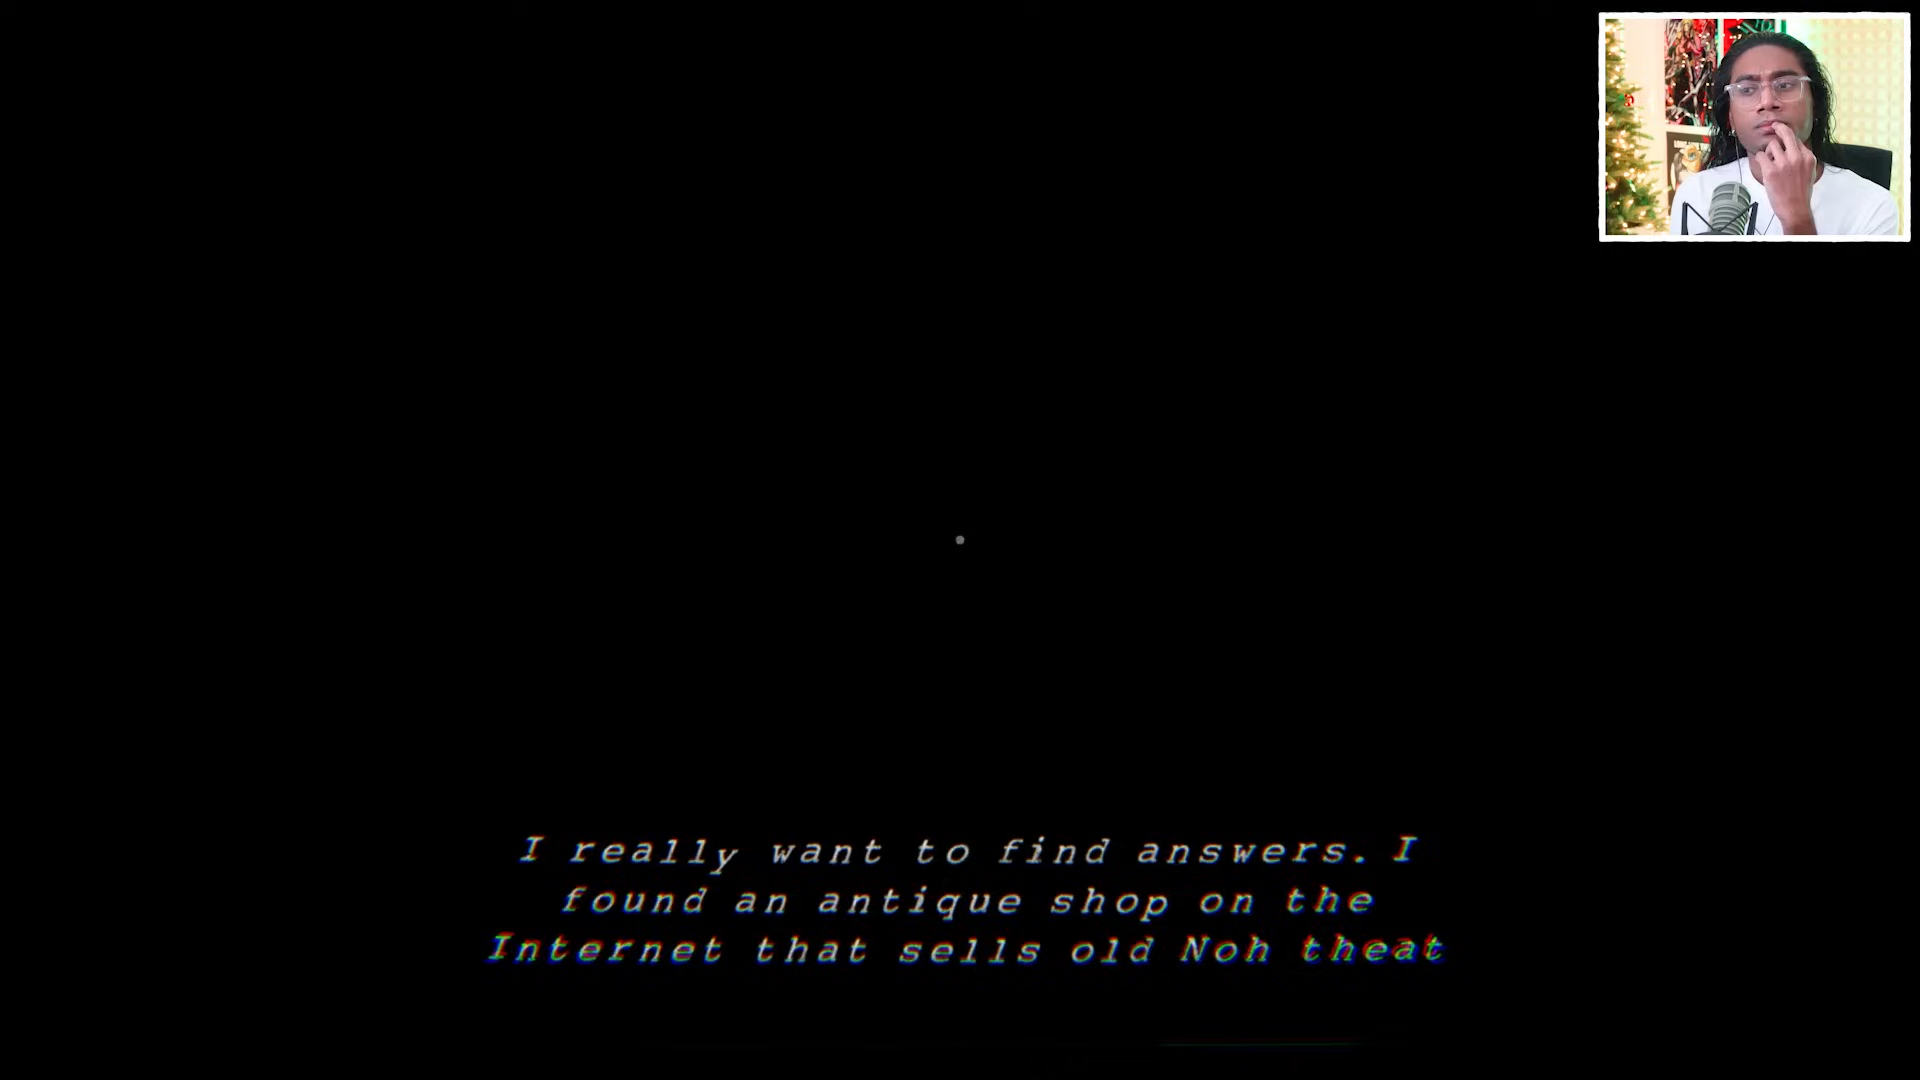 I really want to find answers. I
found an antique shop on the
Internet that sells old Noh theat